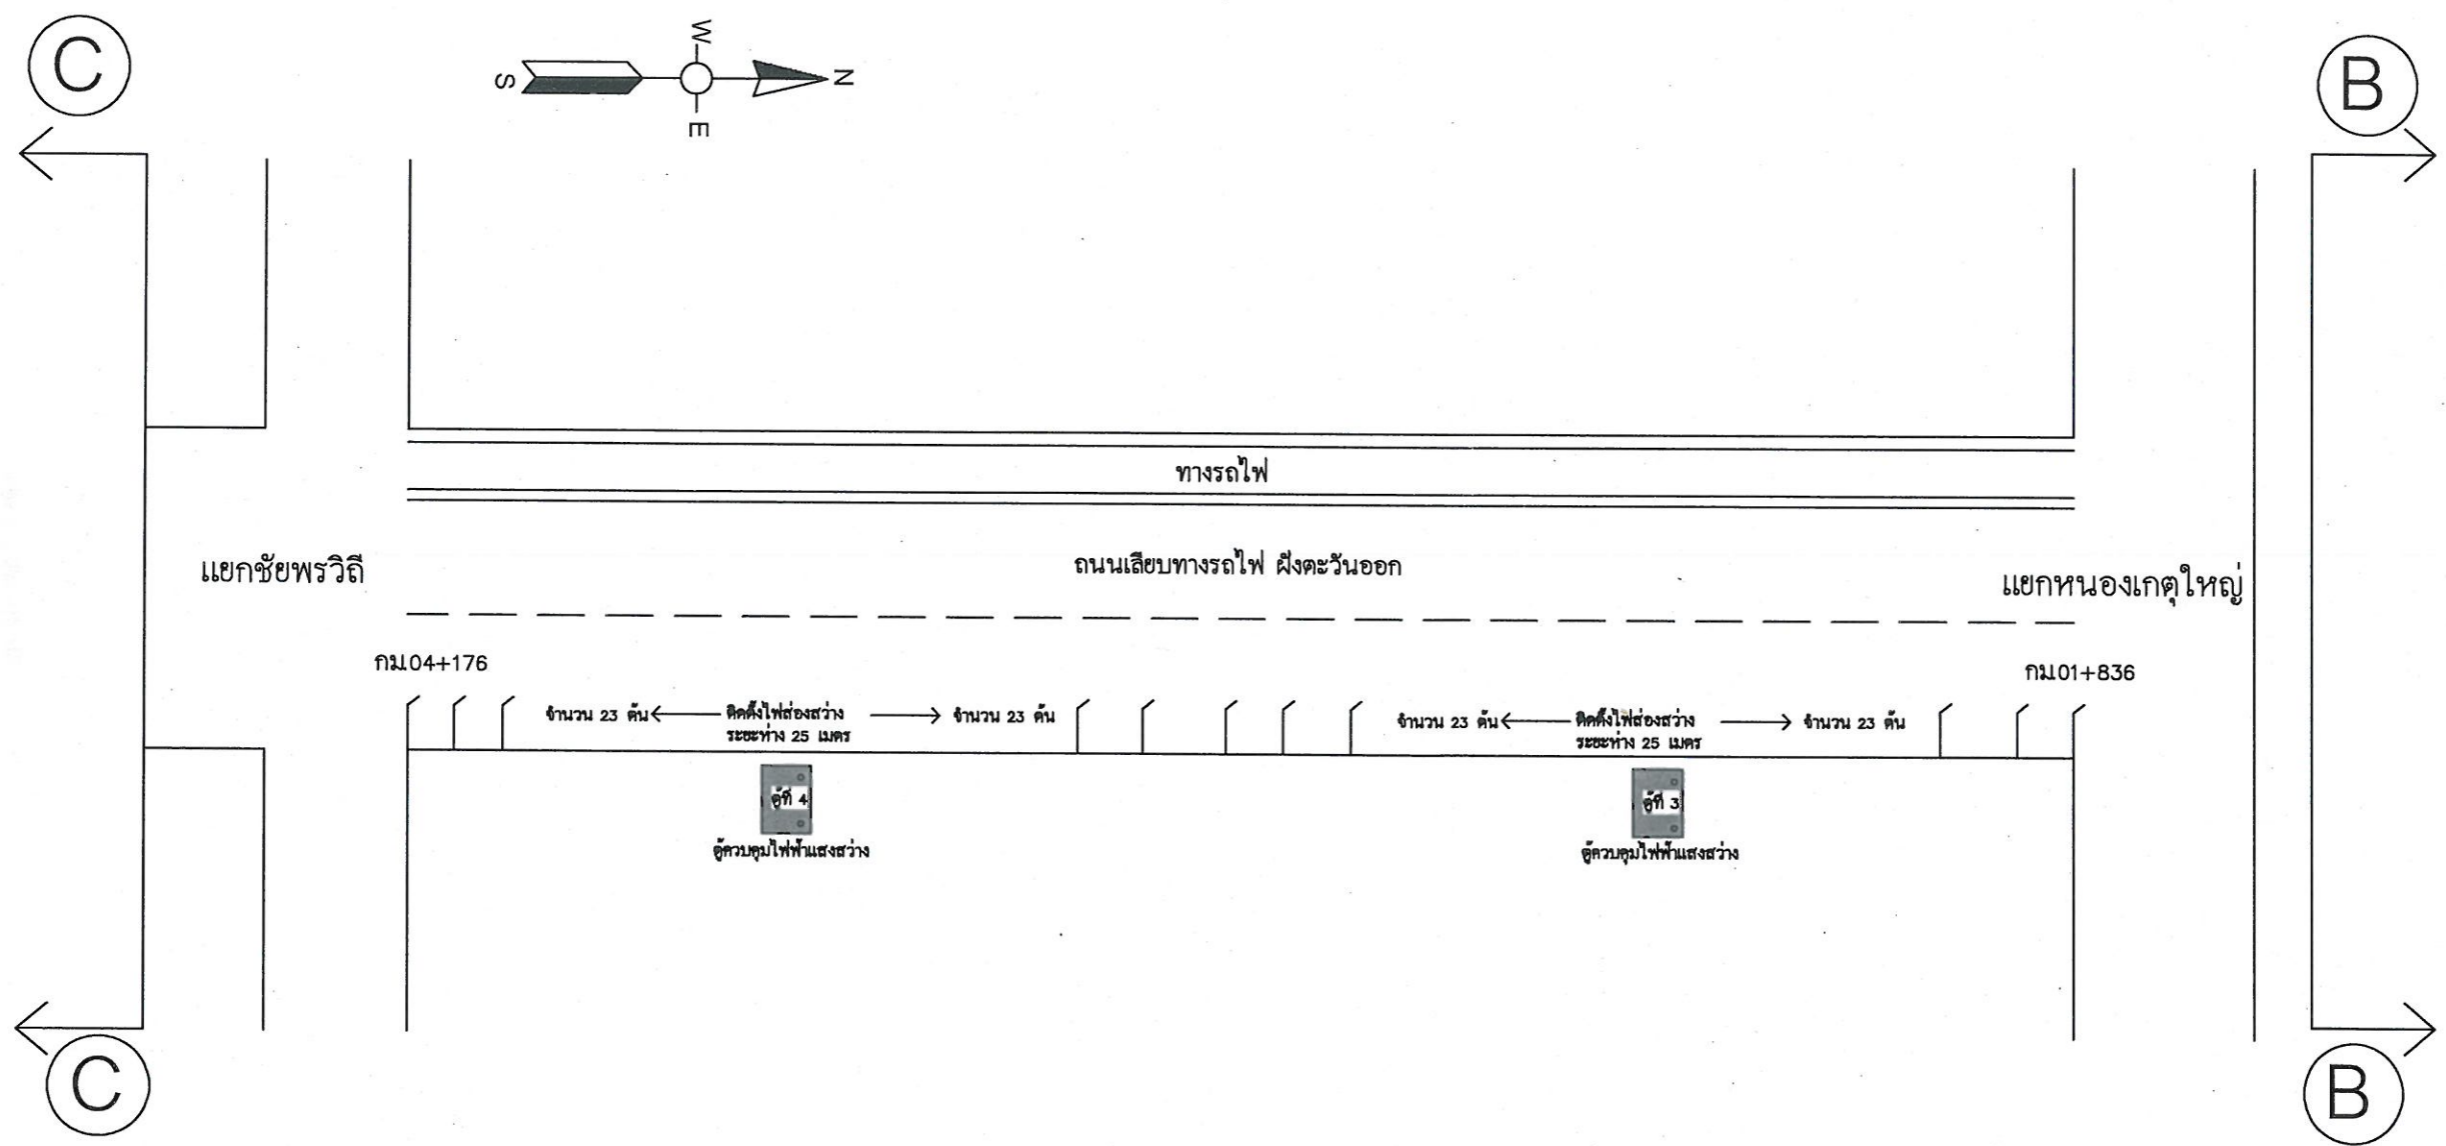 C
B
W
S
N
E
ทางรถไฟ
แยกชัยพรวิถี
ถนนเลียบทางรถไฟ ฝั่งตะวันออก
แยกหนองเกตุใหญ่
กม.04+176
กม.01+836
จำนวน 23 ต้น
ติดตั้งไฟส่องสว่าง
ระยะห่าง 25 เมตร
จำนวน 23 ต้น
จำนวน 23 ต้น
ติดตั้งไฟส่องสว่าง
ระยะห่าง 25 เมตร
จำนวน 23 ต้น
ตู้ที่ 4
ตู้ที่ 3
ตู้ควบคุมไฟฟ้าแสงสว่าง
ตู้ควบคุมไฟฟ้าแสงสว่าง
C
B